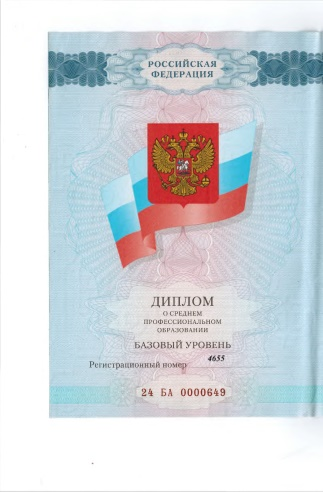 РОССИЙСКАЯ
ФЕДЕРАЦИЯ
ДИПЛОМ
О СРЕДНЕМ
ПРОФЕССИОНАЛЬНОМ
ОБРАЗОВАНИИ
БАЗОВЫЙ УРОВЕНЬ
Регистрационный номер 4655
24 БА 0000649